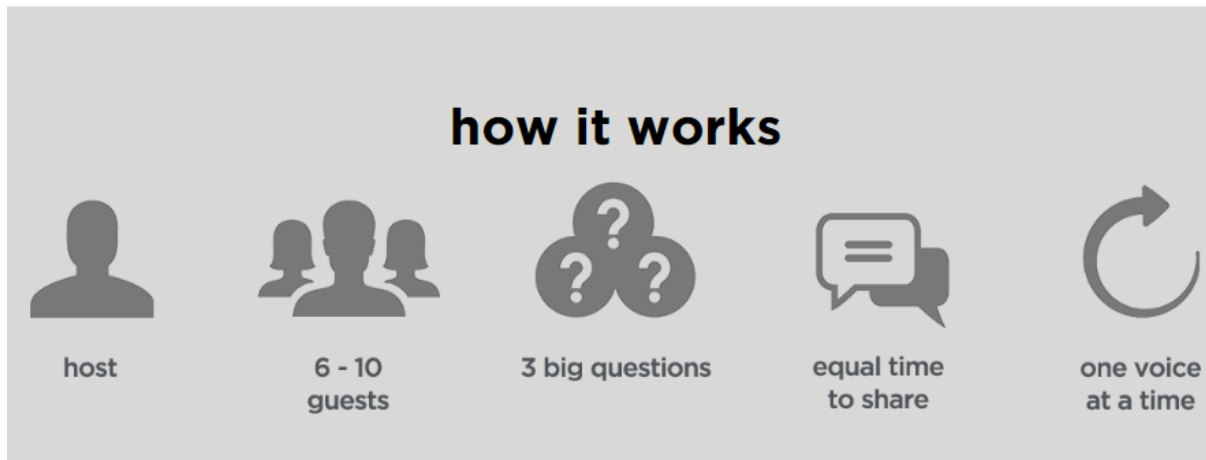 how it works
? ? ?
host
6 - 10
guests
3 big questions
equal time
to share
one voice
at a time